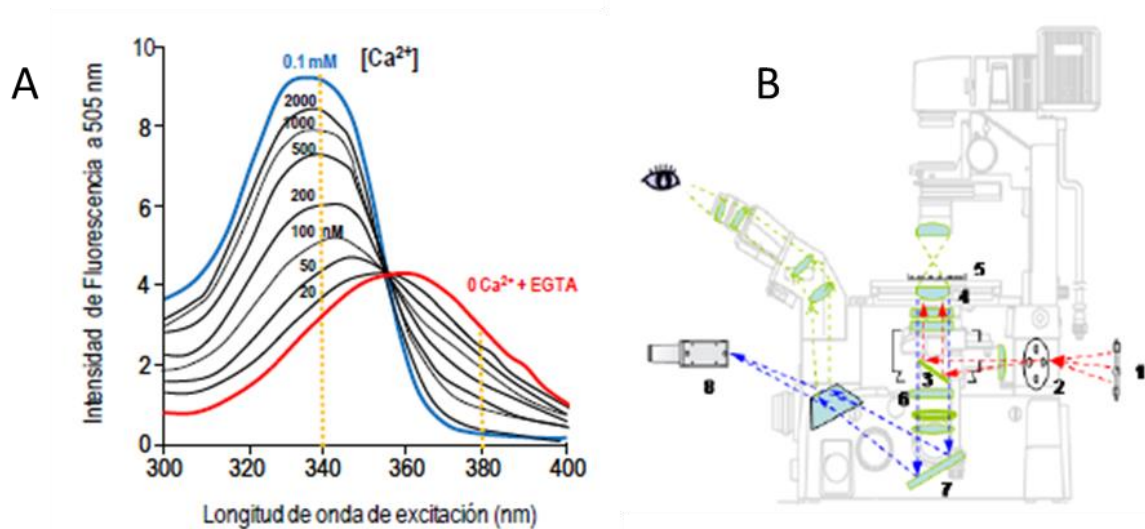 A
Intensidad de Fluorescencia a 505 nm
10
8
6
4
2
0
0.1 mM [Ca²⁺]
2000
1000
500
200
100 nM
50
20
0 Ca²⁺ + EGTA
300 320 340 360 380 400
Longitud de onda de excitación (nm)
B
5
4
3
2
1
6
8
7